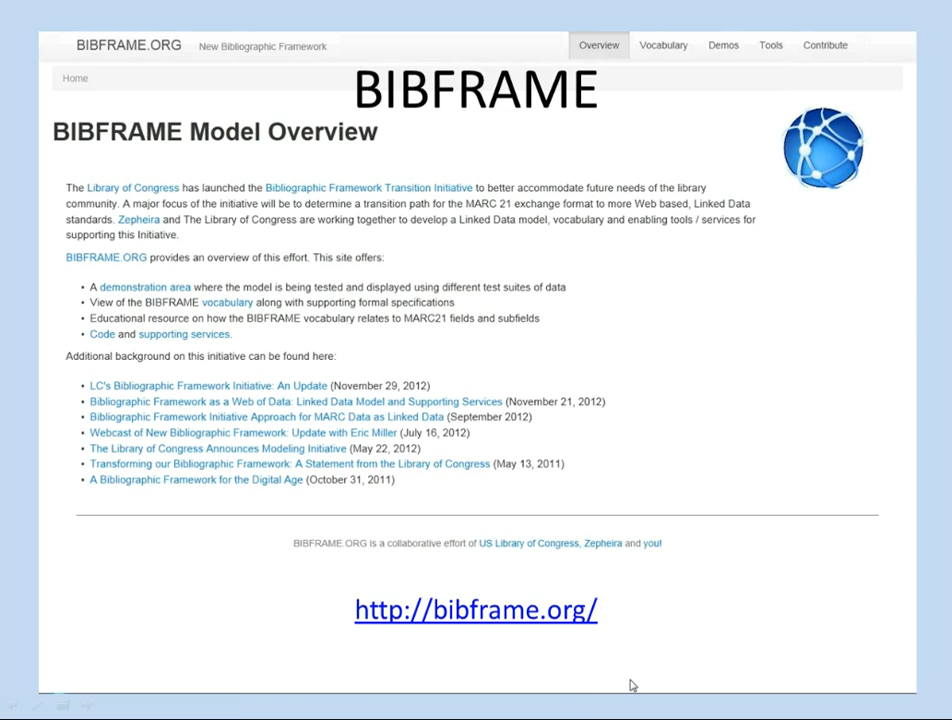 BIBFRAME.ORG New Bibliographic Framework Overview Vocabulary Demos Tools Contribute
Home
BIBFRAME
BIBFRAME Model Overview
The Library of Congress has launched the Bibliographic Framework Transition Initiative to better accommodate future needs of the library
community. A major focus of the initiative will be to determine a transition path for the MARC 21 exchange format to more Web based, Linked Data
standards. Zepheira and The Library of Congress are working together to develop a Linked Data model, vocabulary and enabling tools / services for
supporting this Initiative.
BIBFRAME.ORG provides an overview of this effort. This site offers:
• A demonstration area where the model is being tested and displayed using different test suites of data
• View of the BIBFRAME vocabulary along with supporting formal specifications
• Educational resource on how the BIBFRAME vocabulary relates to MARC21 fields and subfields
• Code and supporting services.
Additional background on this initiative can be found here:
• LC's Bibliographic Framework Initiative: An Update (November 29, 2012)
• Bibliographic Framework as a Web of Data: Linked Data Model and Supporting Services (November 21, 2012)
• Bibliographic Framework Initiative Approach for MARC Data as Linked Data (September 2012)
• Webcast of New Bibliographic Framework: Update with Eric Miller (July 16, 2012)
• The Library of Congress Announces Modeling Initiative (May 22, 2012)
• Transforming our Bibliographic Framework: A Statement from the Library of Congress (May 13, 2011)
• A Bibliographic Framework for the Digital Age (October 31, 2011)
BIBFRAME.ORG is a collaborative effort of US Library of Congress, Zepheira and you!
http://bibframe.org/